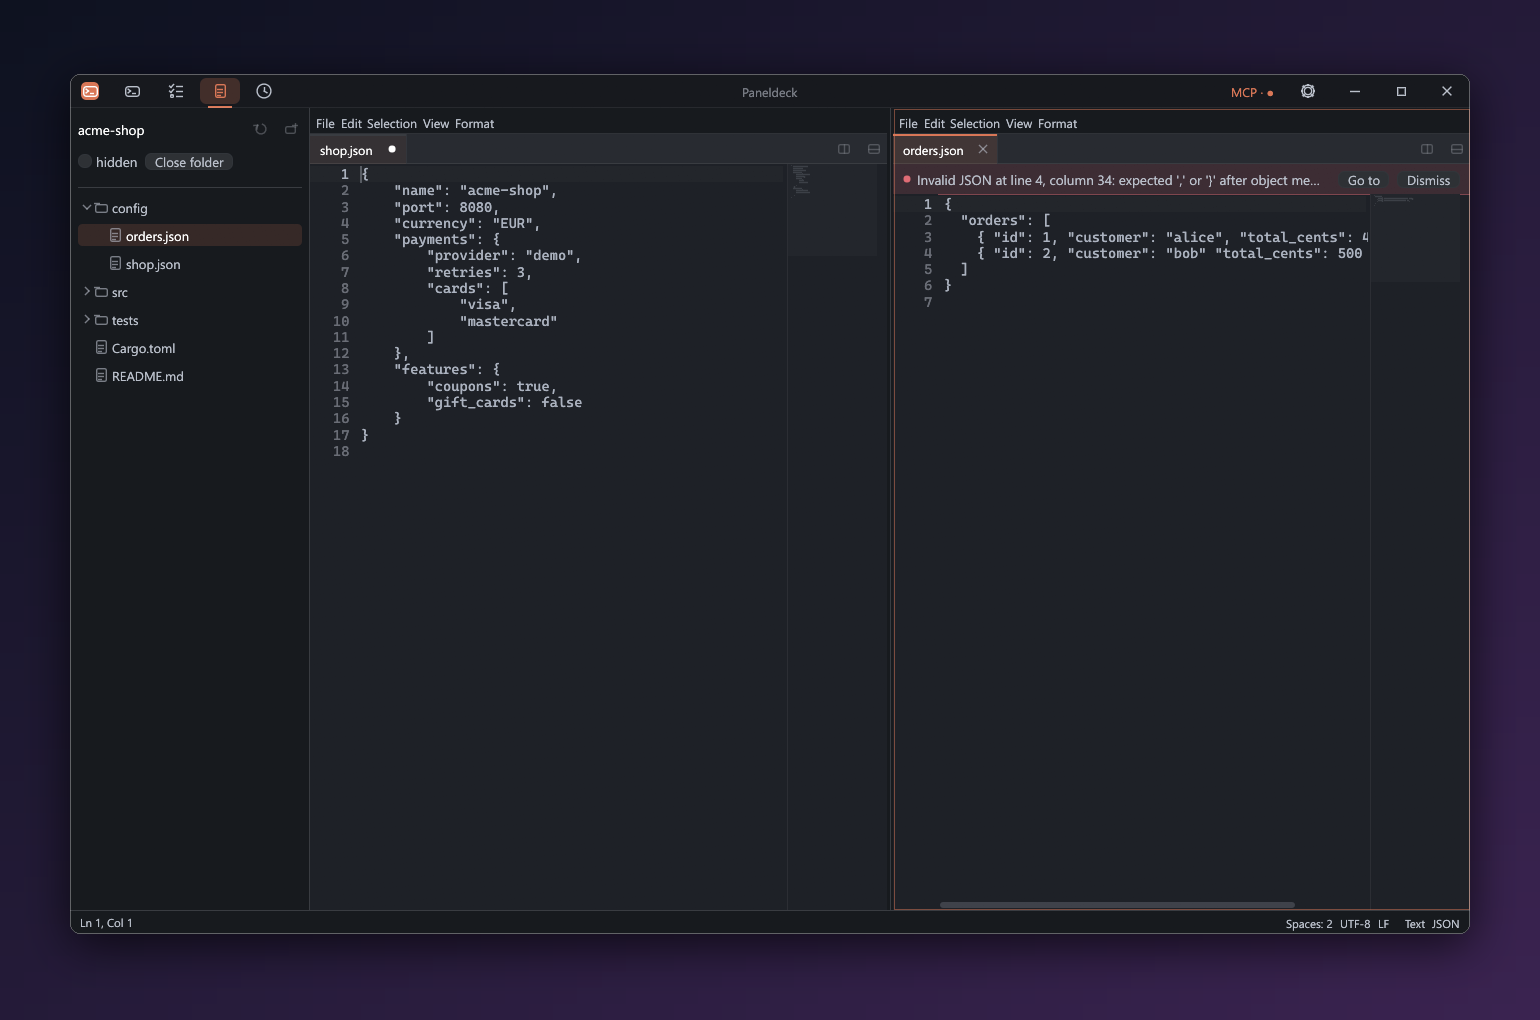 Paneldeck
MCP
acme-shop
hidden Close folder
config
orders.json
shop.json
src
tests
Cargo.toml
README.md
File Edit Selection View Format
shop.json
1 {
2 "name": "acme-shop",
3 "port": 8080,
4 "currency": "EUR",
5 "payments": {
6 "provider": "demo",
7 "retries": 3,
8 "cards": [
9 "visa",
10 "mastercard"
11 ]
12 },
13 "features": {
14 "coupons": true,
15 "gift_cards": false
16 }
17 }
18
File Edit Selection View Format
orders.json
Invalid JSON at line 4, column 34: expected ',' or '}' after object me... Go to Dismiss
1 {
2 "orders": [
3 { "id": 1, "customer": "alice", "total_cents": 4
4 { "id": 2, "customer": "bob" "total_cents": 500
5 ]
6 }
7
Ln 1, Col 1
Spaces: 2 UTF-8 LF Text JSON